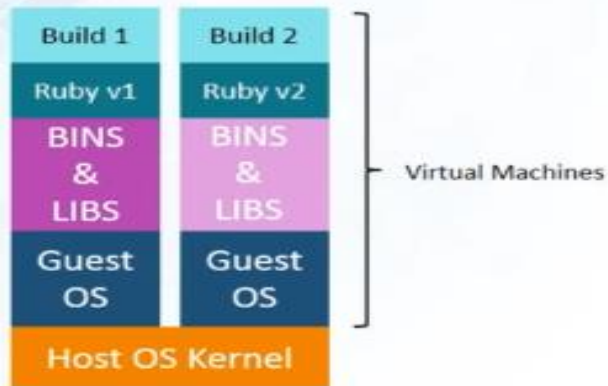 Build 1
Build 2
Ruby v1
Ruby v2
BINS
&
LIBS
BINS
&
LIBS
Guest
OS
Guest
OS
Host OS Kernel
Virtual Machines